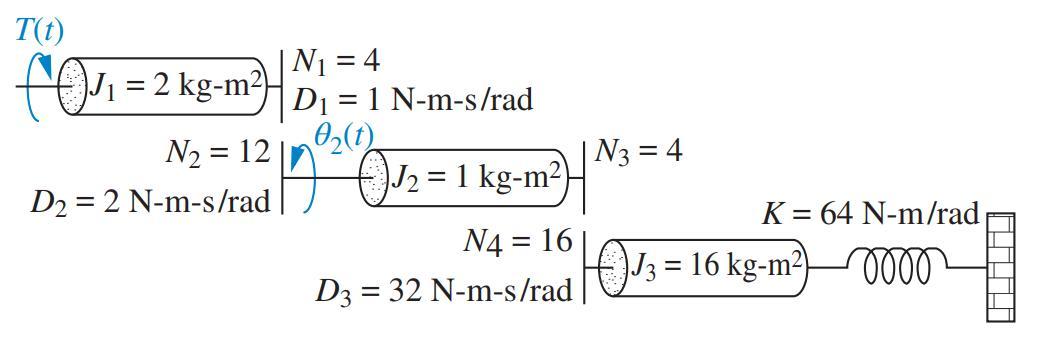 T(t)
J₁ = 2 kg-m²
N₁ = 4
D₁ = 1 N-m-s/rad
N₂ = 12
θ₂(t)
D₂ = 2 N-m-s/rad
J₂ = 1 kg-m²
N₃ = 4
K = 64 N-m/rad
N₄ = 16
D₃ = 32 N-m-s/rad
J₃ = 16 kg-m²